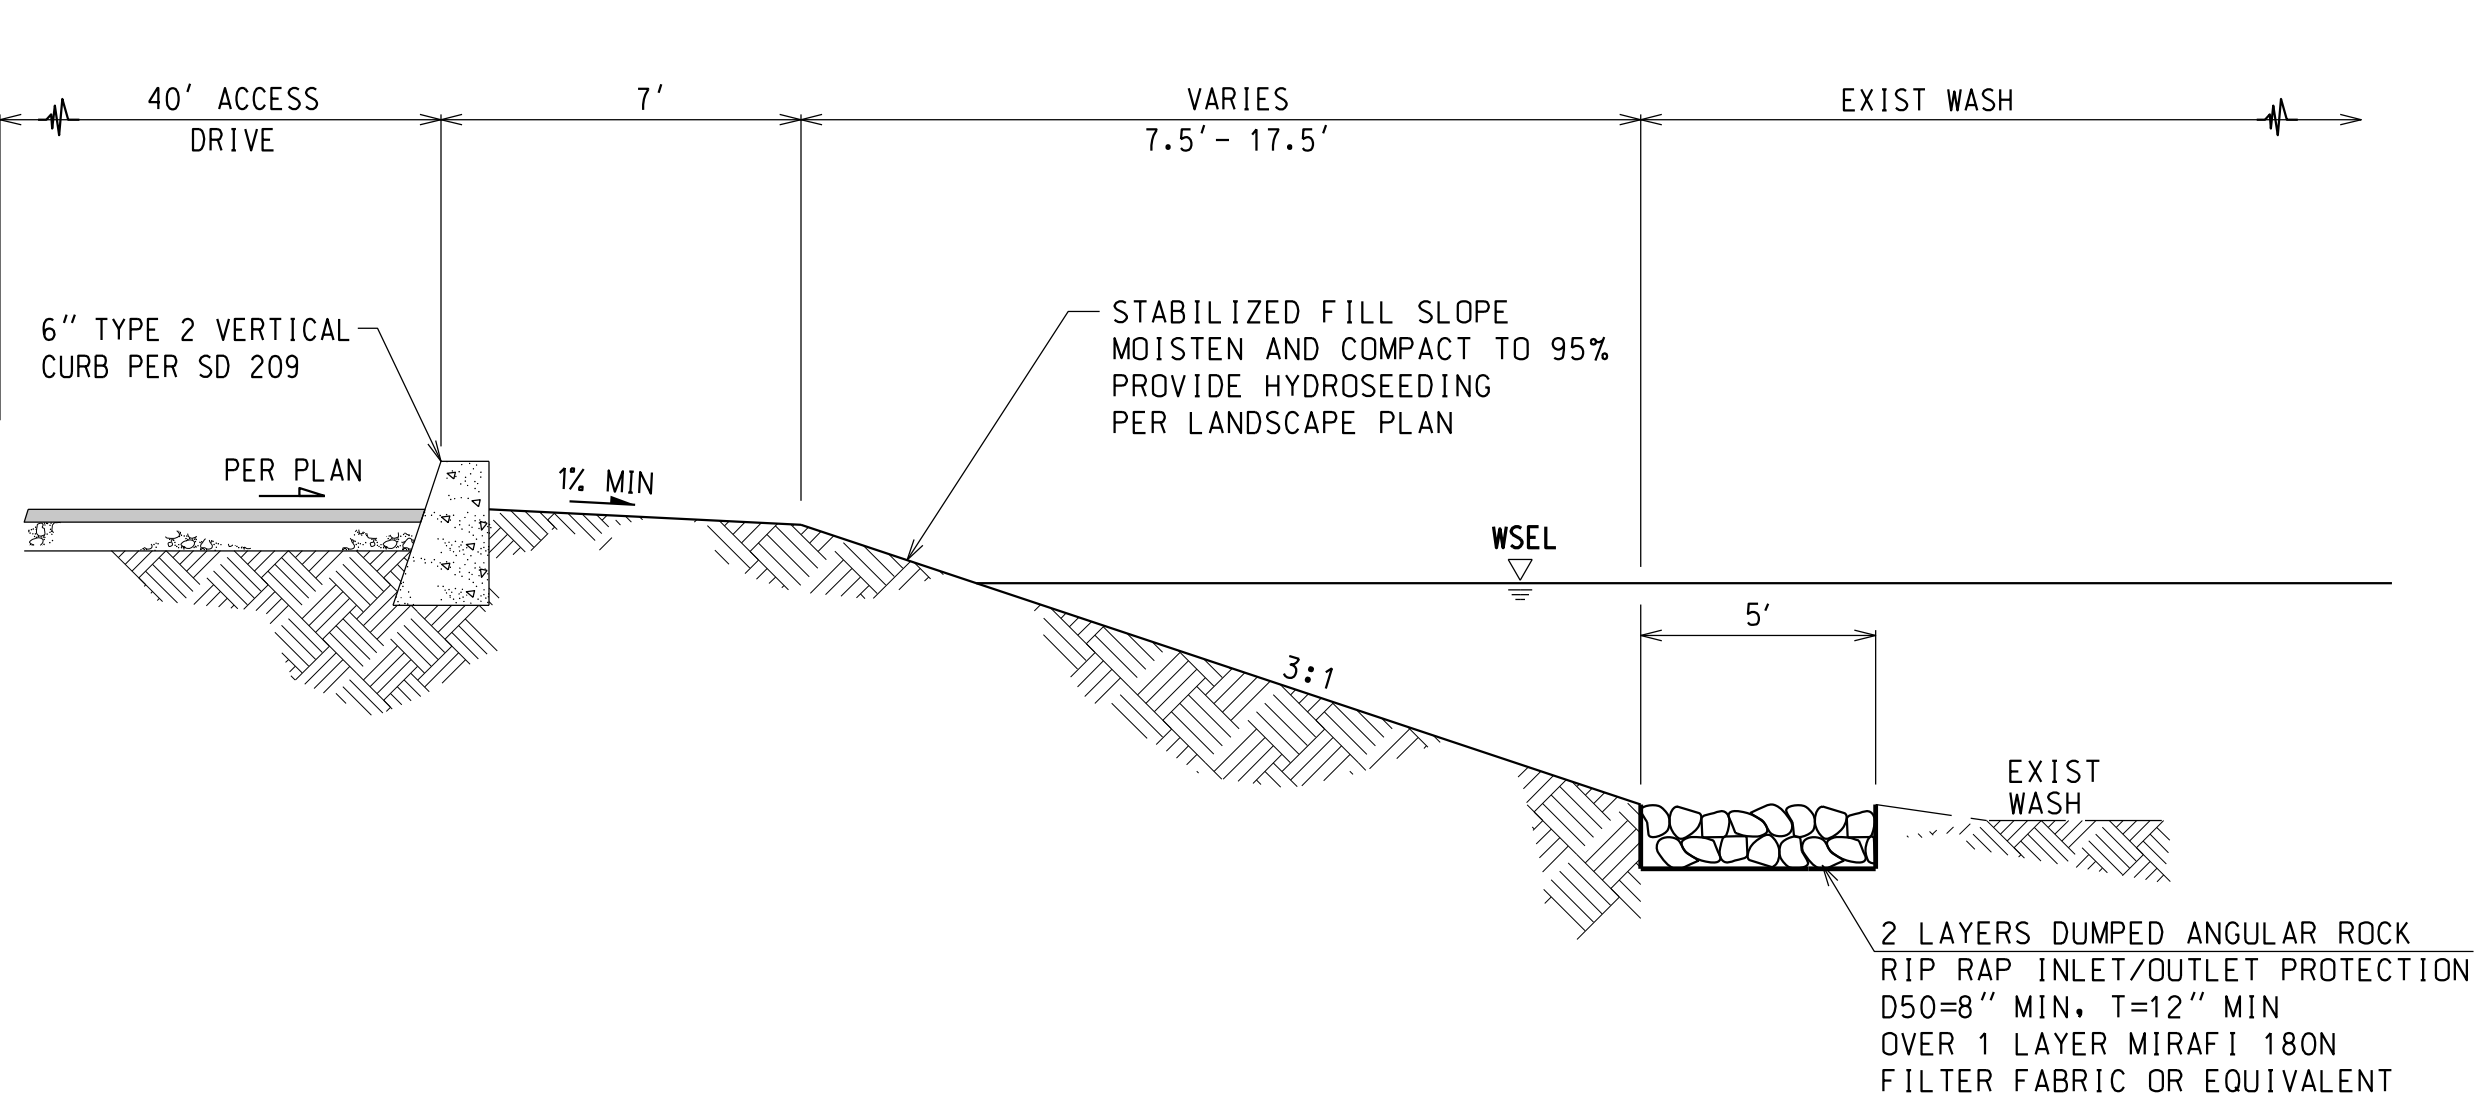 40' ACCESS
DRIVE
7'
VARIES
7.5'- 17.5'
EXIST WASH
6" TYPE 2 VERTICAL
CURB PER SD 209
STABILIZED FILL SLOPE
MOISTEN AND COMPACT TO 95%
PROVIDE HYDROSEEDING
PER LANDSCAPE PLAN
PER PLAN
1% MIN
WSEL
5'
3:1
EXIST
WASH
2 LAYERS DUMPED ANGULAR ROCK
RIP RAP INLET/OUTLET PROTECTION
D50=8" MIN, T=12" MIN
OVER 1 LAYER MIRAFI 180N
FILTER FABRIC OR EQUIVALENT